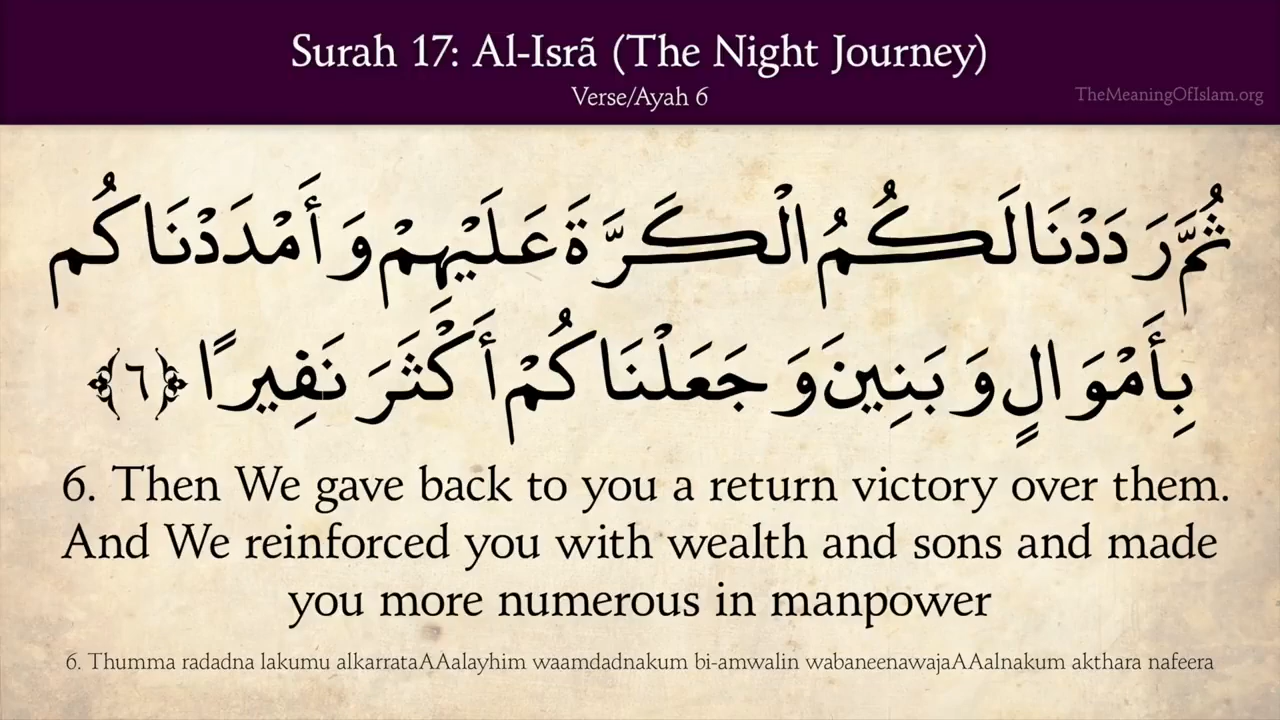 Surah 17: Al-Isrã (The Night Journey)
Verse/Ayah 6
TheMeaningOfIslam.org
ثُمَّ رَدَدْنَا لَكُمُ الْكَرَّةَ عَلَيْهِمْ وَأَمْدَدْنَاكُم
بِأَمْوَالٍ وَبَنِينَ وَجَعَلْنَاكُمْ أَكْثَرَ نَفِيرًا ﴿٦﴾
6. Then We gave back to you a return victory over them.
And We reinforced you with wealth and sons and made
you more numerous in manpower
6. Thumma radadna lakumu alkarrataAAalayhim waamdadnakum bi-amwalin wabaneenawajaAAalnakum akthara nafeera